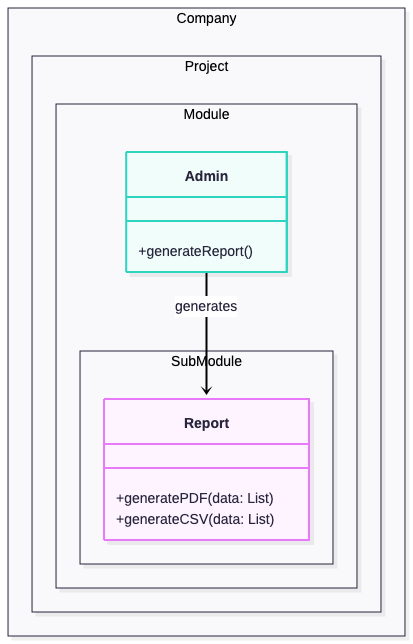 Company
Project
Module
Admin
+generateReport()
generates
SubModule
Report
+generatePDF(data: List)
+generateCSV(data: List)